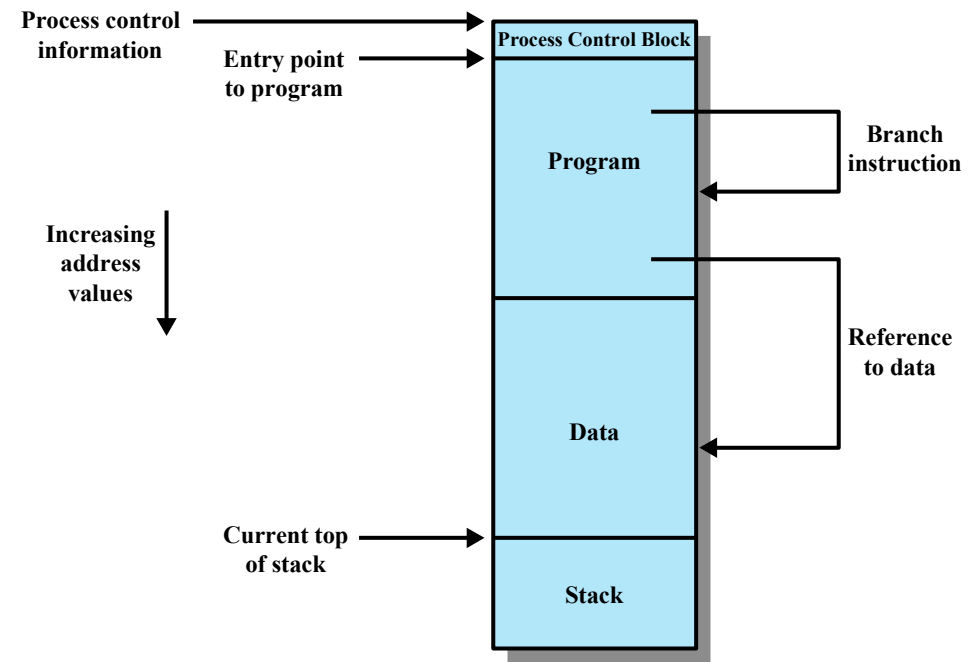 Process control
information
Process Control Block
Entry point
to program
Branch
instruction
Program
Increasing
address
values
Reference
to data
Data
Current top
of stack
Stack